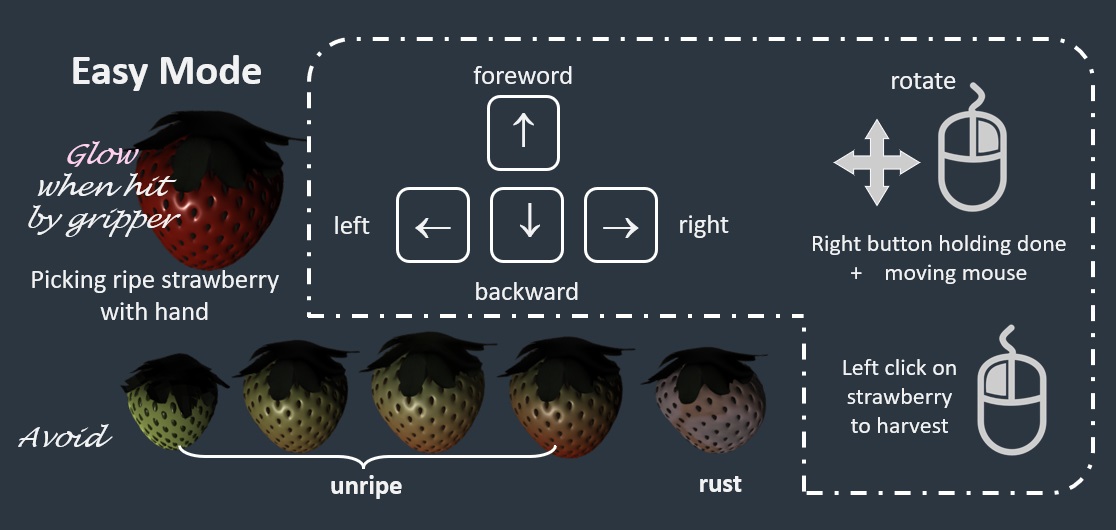 Easy Mode
Glow
when hit
by gripper
Picking ripe strawberry
with hand
foreword
left
right
backward
rotate
Right button holding done
+ moving mouse
Left click on
strawberry
to harvest
Avoid
unripe
rust